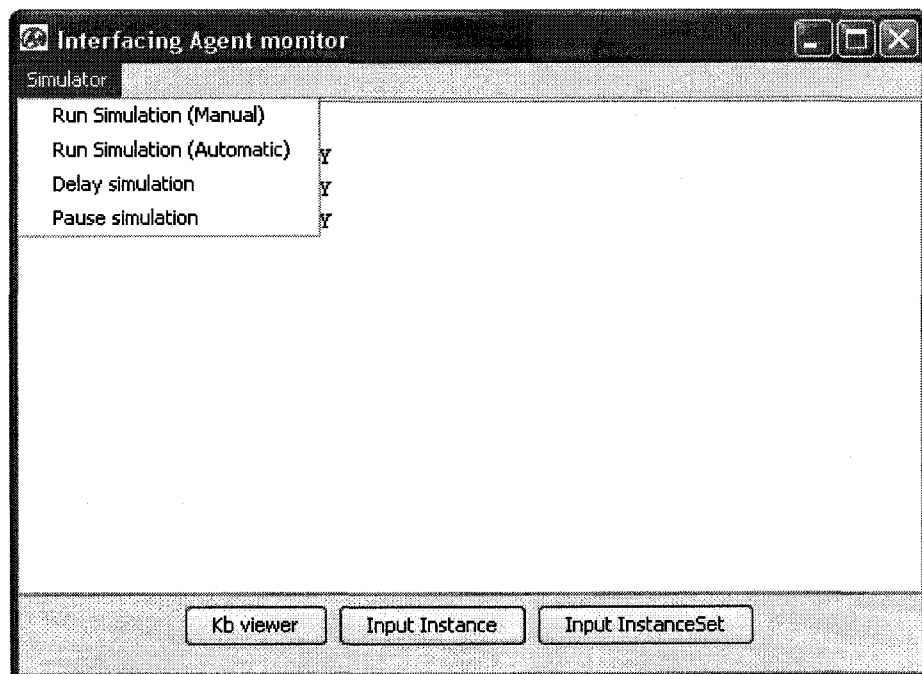 Interfacing Agent monitor
Simulator
Run Simulation (Manual)
Run Simulation (Automatic) Y
Delay simulation Y
Pause simulation Y
Kb viewer Input Instance Input InstanceSet